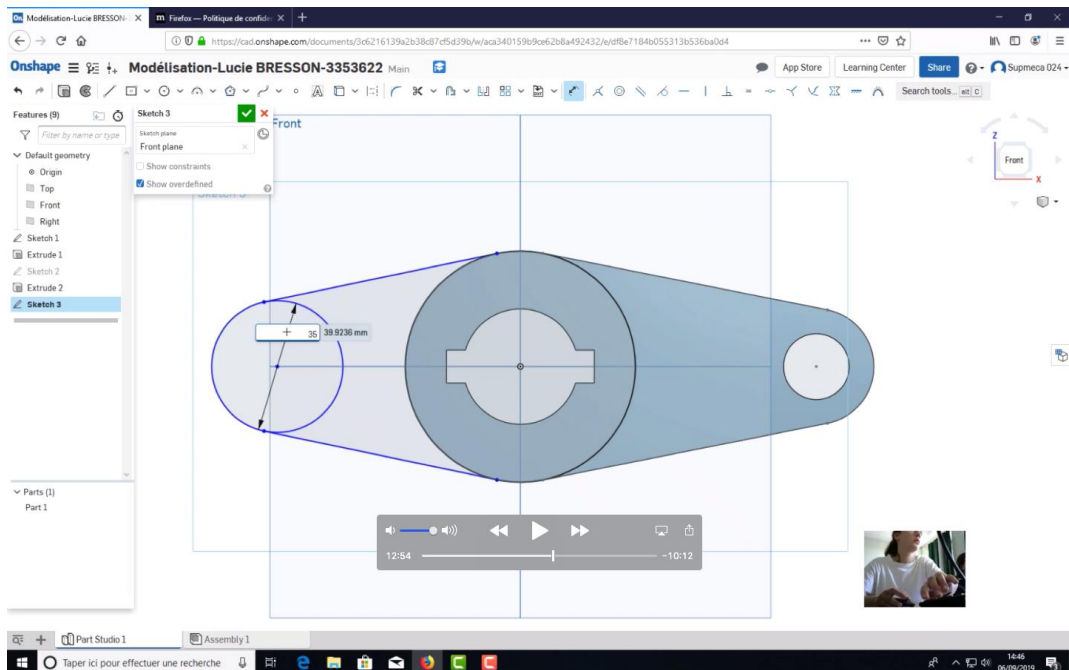 Modélisation-Lucie BRESSON-
Firefox — Politique de confider
https://cad.onshape.com/documents/3c6216139a2b38c87cf5d39b/w/aca340159b9ce62b8a492432/e/df8e7184b055313b536ba0d4
Onshape Modélisation-Lucie BRESSON-3353622 Main App Store Learning Center Share Supmeca 024
Search tools... alt C
Features (9) Sketch 3
Filter by name or type
Sketch plane
Front plane
Show constraints
Show overdefined
Default geometry
Origin
Top
Front
Right
Sketch 1
Extrude 1
Sketch 2
Extrude 2
Sketch 3
Front
Sketch 3
35 39.9236 mm
Z
Front
X
Parts (1)
Part 1
12:54 -10:12
Part Studio 1 Assembly 1
Taper ici pour effectuer une recherche
14:46
06/09/2019